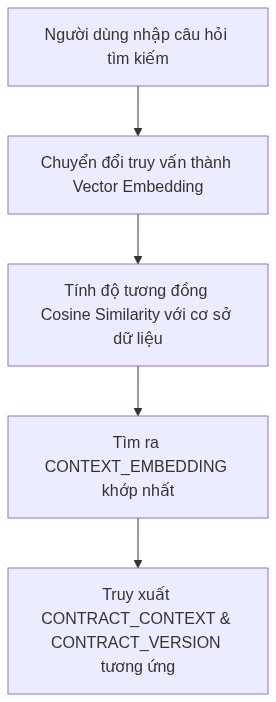 Người dùng nhập câu hỏi
tìm kiếm
Chuyển đổi truy vấn thành
Vector Embedding
Tính độ tương đồng
Cosine Similarity với cơ sở
dữ liệu
Tìm ra
CONTEXT_EMBEDDING
khớp nhất
Truy xuất
CONTRACT_CONTEXT &
CONTRACT_VERSION
tương ứng